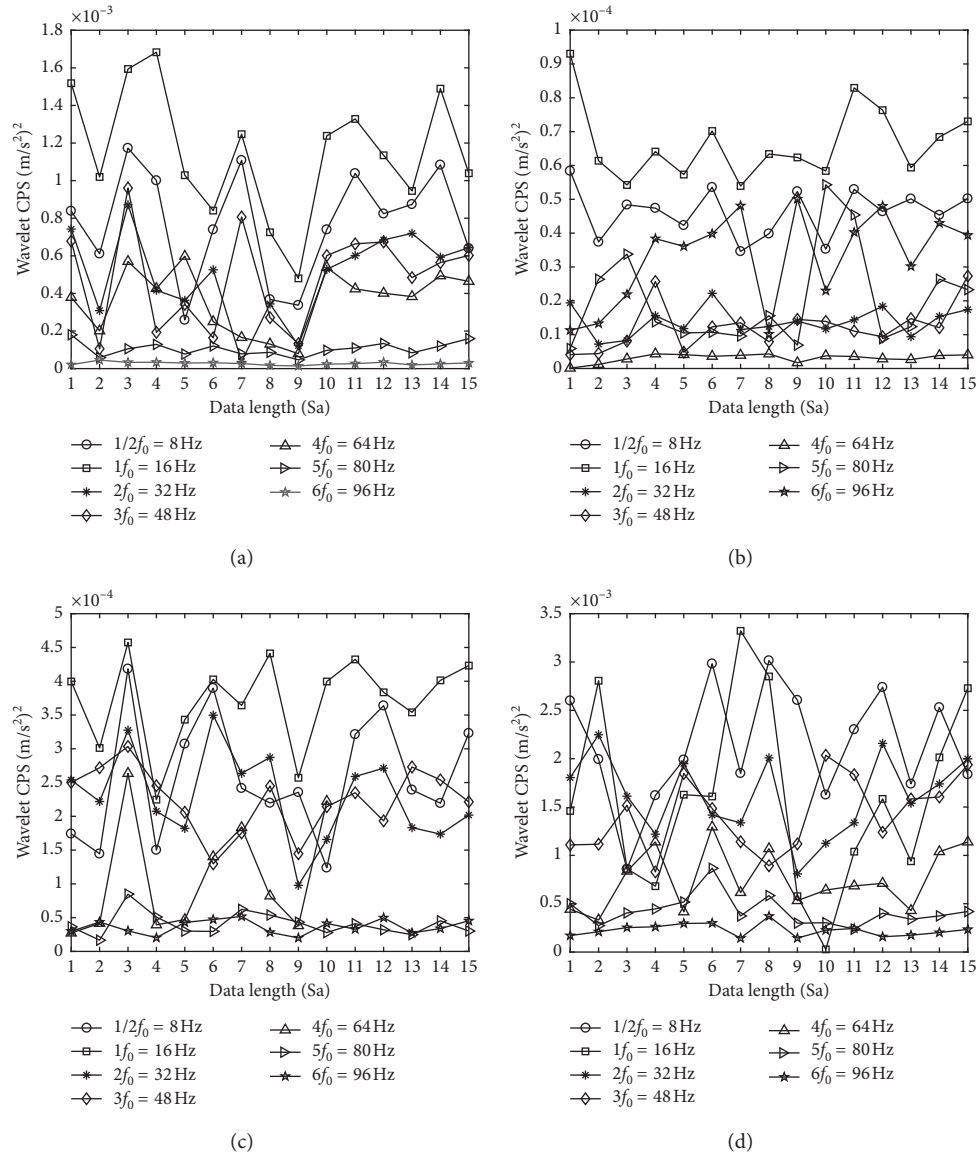 ×10⁻³
1.8
1.6
1.4
1.2
1
0.8
0.6
0.4
0.2
0
Wavelet CPS (m/s²)²
1 2 3 4 5 6 7 8 9 10 11 12 13 14 15
Data length (Sa)
1/2f₀ = 8 Hz
1f₀ = 16 Hz
2f₀ = 32 Hz
3f₀ = 48 Hz
4f₀ = 64 Hz
5f₀ = 80 Hz
6f₀ = 96 Hz
(a)
×10⁻⁴
1
0.9
0.8
0.7
0.6
0.5
0.4
0.3
0.2
0.1
0
Wavelet CPS (m/s²)²
1 2 3 4 5 6 7 8 9 10 11 12 13 14 15
Data length (Sa)
1/2f₀ = 8 Hz
1f₀ = 16 Hz
2f₀ = 32 Hz
3f₀ = 48 Hz
4f₀ = 64 Hz
5f₀ = 80 Hz
6f₀ = 96 Hz
(b)
×10⁻⁴
5
4.5
4
3.5
3
2.5
2
1.5
1
0.5
0
Wavelet CPS (m/s²)²
1 2 3 4 5 6 7 8 9 10 11 12 13 14 15
Data length (Sa)
1/2f₀ = 8 Hz
1f₀ = 16 Hz
2f₀ = 32 Hz
3f₀ = 48 Hz
4f₀ = 64 Hz
5f₀ = 80 Hz
6f₀ = 96 Hz
(c)
×10⁻³
3.5
3
2.5
2
1.5
1
0.5
0
Wavelet CPS (m/s²)²
1 2 3 4 5 6 7 8 9 10 11 12 13 14 15
Data length (Sa)
1/2f₀ = 8 Hz
1f₀ = 16 Hz
2f₀ = 32 Hz
3f₀ = 48 Hz
4f₀ = 64 Hz
5f₀ = 80 Hz
6f₀ = 96 Hz
(d)